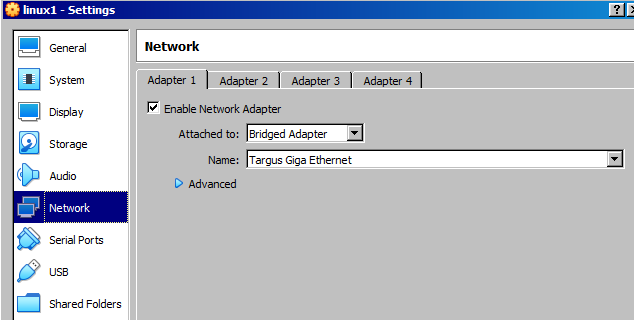 linux1 - Settings
?
General
System
Display
Storage
Audio
Network
Serial Ports
USB
Shared Folders
Network
Adapter 1 Adapter 2 Adapter 3 Adapter 4
Enable Network Adapter
Attached to: Bridged Adapter
Name: Targus Giga Ethernet
Advanced